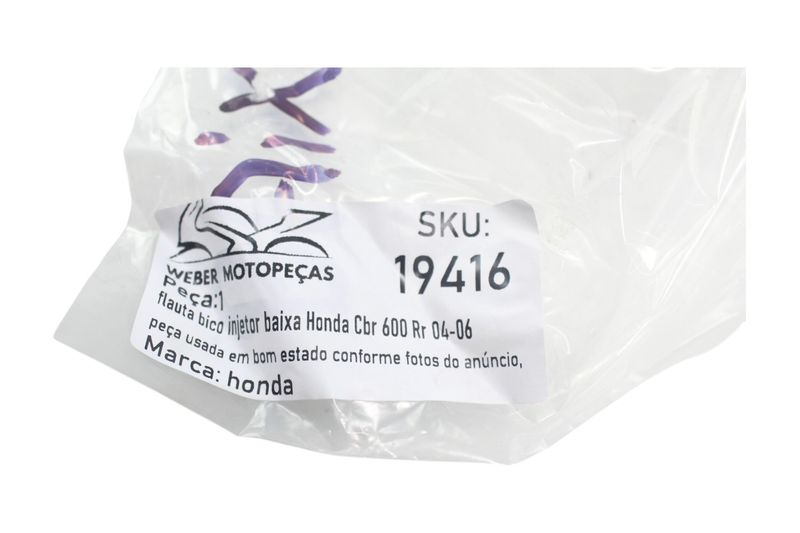 WEBER MOTOPEÇAS
SKU:
19416
Peça:1
flauta bico injetor baixa Honda Cbr 600 Rr 04-06
peça usada em bom estado conforme fotos do anúncio,
Marca: honda